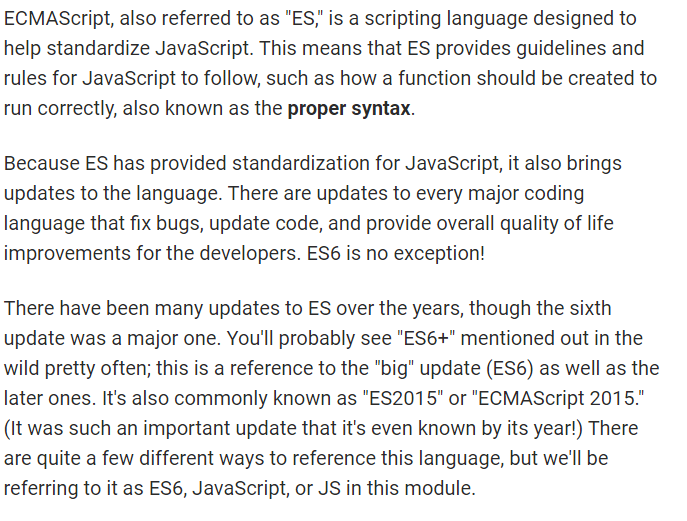 ECMAScript, also referred to as "ES," is a scripting language designed to
help standardize JavaScript. This means that ES provides guidelines and
rules for JavaScript to follow, such as how a function should be created to
run correctly, also known as the proper syntax.
Because ES has provided standardization for JavaScript, it also brings
updates to the language. There are updates to every major coding
language that fix bugs, update code, and provide overall quality of life
improvements for the developers. ES6 is no exception!
There have been many updates to ES over the years, though the sixth
update was a major one. You'll probably see "ES6+" mentioned out in the
wild pretty often; this is a reference to the "big" update (ES6) as well as the
later ones. It's also commonly known as "ES2015" or "ECMAScript 2015."
(It was such an important update that it's even known by its year!) There
are quite a few different ways to reference this language, but we'll be
referring to it as ES6, JavaScript, or JS in this module.